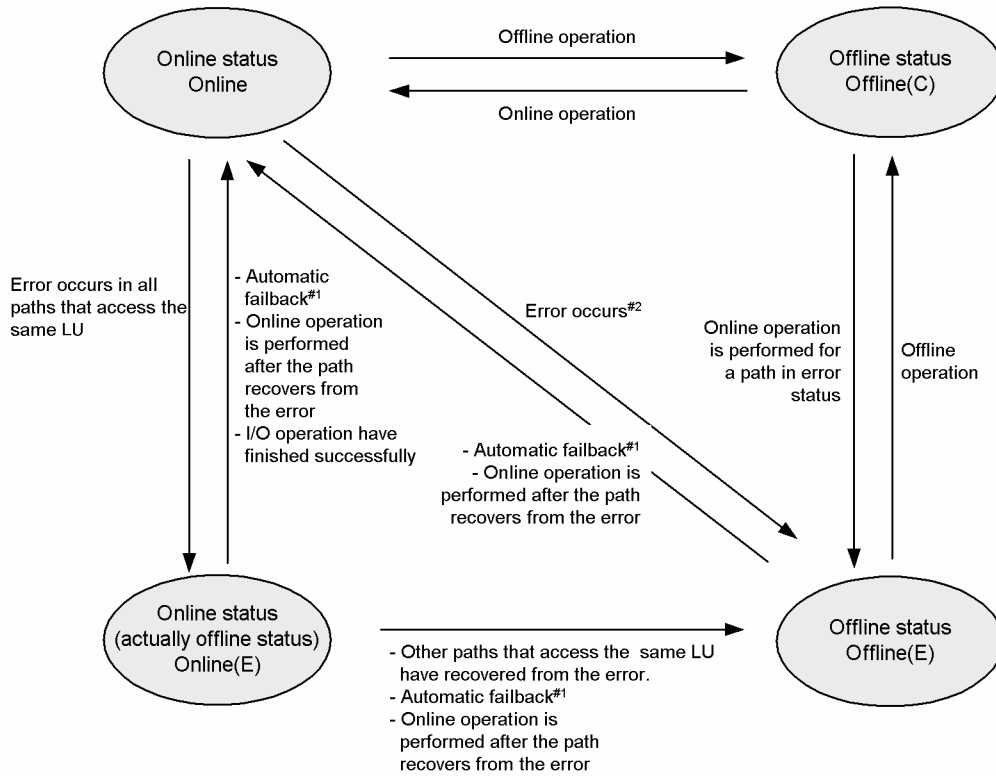 Online status
Online
Offline operation
Online operation
Offline status
Offline(C)
Error occurs in all
paths that access the
same LU
- Automatic
failback#1
- Online operation
is performed
after the path
recovers from
the error
- I/O operation have
finished successfully
Error occurs#2
- Automatic failback#1
- Online operation is
performed after the path
recovers from the error
Online operation
is performed for
a path in error
status
Offline
operation
Online status
(actually offline status)
Online(E)
- Other paths that access the same LU
have recovered from the error.
- Automatic failback#1
- Online operation is
performed after the path
recovers from the error
Offline status
Offline(E)